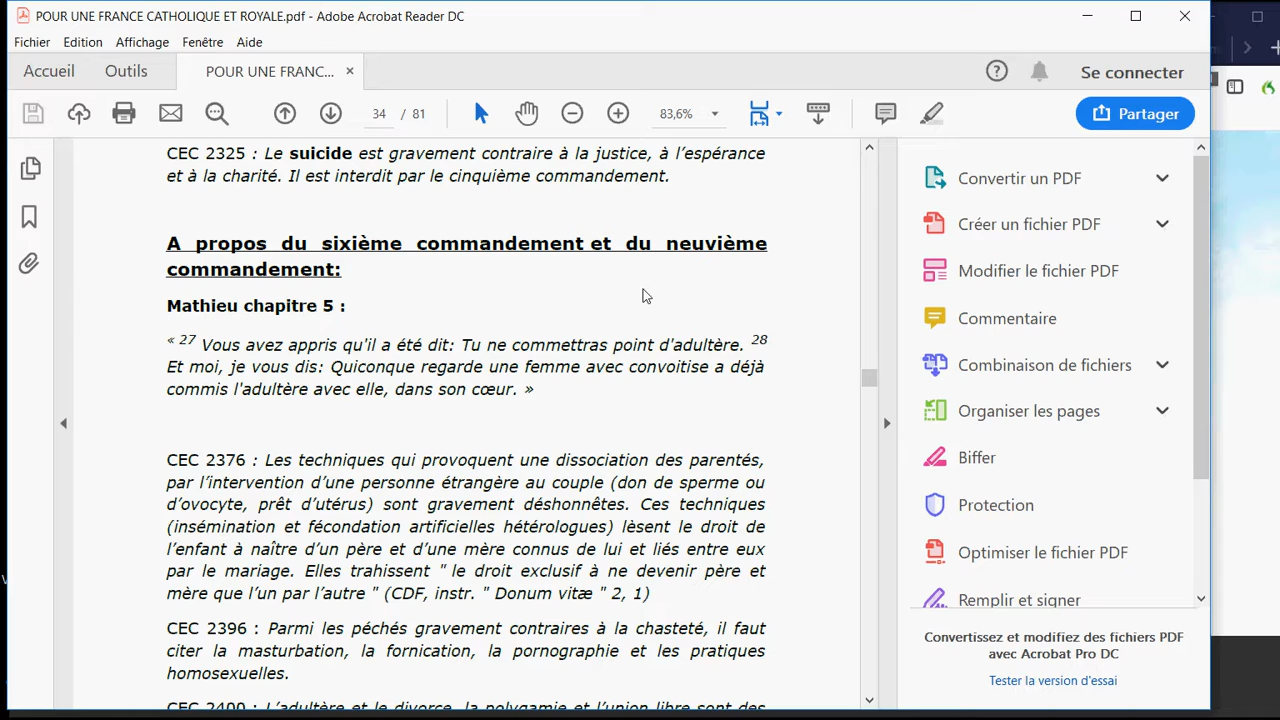 POUR UNE FRANCE CATHOLIQUE ET ROYALE.pdf - Adobe Acrobat Reader DC
Fichier Edition Affichage Fenêtre Aide
Accueil Outils POUR UNE FRANC... × Se connecter
34 / 81 83,6% Partager
CEC 2325 : Le suicide est gravement contraire à la justice, à l’espérance
et à la charité. Il est interdit par le cinquième commandement.
A propos du sixième commandement et du neuvième
commandement:
Mathieu chapitre 5 :
« 27 Vous avez appris qu'il a été dit: Tu ne commettras point d'adultère. 28
Et moi, je vous dis: Quiconque regarde une femme avec convoitise a déjà
commis l'adultère avec elle, dans son cœur. »
CEC 2376 : Les techniques qui provoquent une dissociation des parentés,
par l’intervention d’une personne étrangère au couple (don de sperme ou
d’ovocyte, prêt d’utérus) sont gravement déshonnêtes. Ces techniques
(insémination et fécondation artificielles hétérologues) lèsent le droit de
l’enfant à naître d’un père et d’une mère connus de lui et liés entre eux
par le mariage. Elles trahissent " le droit exclusif à ne devenir père et
mère que l’un par l’autre " (CDF, instr. " Donum vitæ " 2, 1)
CEC 2396 : Parmi les péchés gravement contraires à la chasteté, il faut
citer la masturbation, la fornication, la pornographie et les pratiques
homosexuelles.
CEC 2400 : L’adultère et le divorce, la polygamie et l’union libre sont des
Convertir un PDF
Créer un fichier PDF
Modifier le fichier PDF
Commentaire
Combinaison de fichiers
Organiser les pages
Biffer
Protection
Optimiser le fichier PDF
Remplir et signer
Convertissez et modifiez des fichiers PDF
avec Acrobat Pro DC
Tester la version d'essai